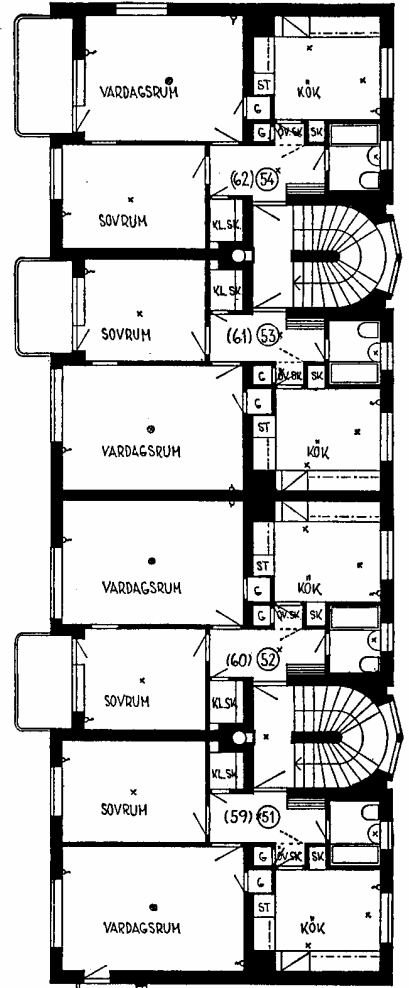 VARDAGSRUM
ST
KÖK
G
G
ÖV.SK
SK
(62) 54
SOVRUM
KL.SK.
KL.SK
SOVRUM
(61) 53
G
ÖV.SK
SK
G
ST
VARDAGSRUM
KÖK
VARDAGSRUM
ST
KÖK
G
G
ÖV.SK
SK
(60) 52
SOVRUM
KL.SK
KL.SK
SOVRUM
(59) 51
G
ÖV.SK
SK
G
ST
VARDAGSRUM
KÖK